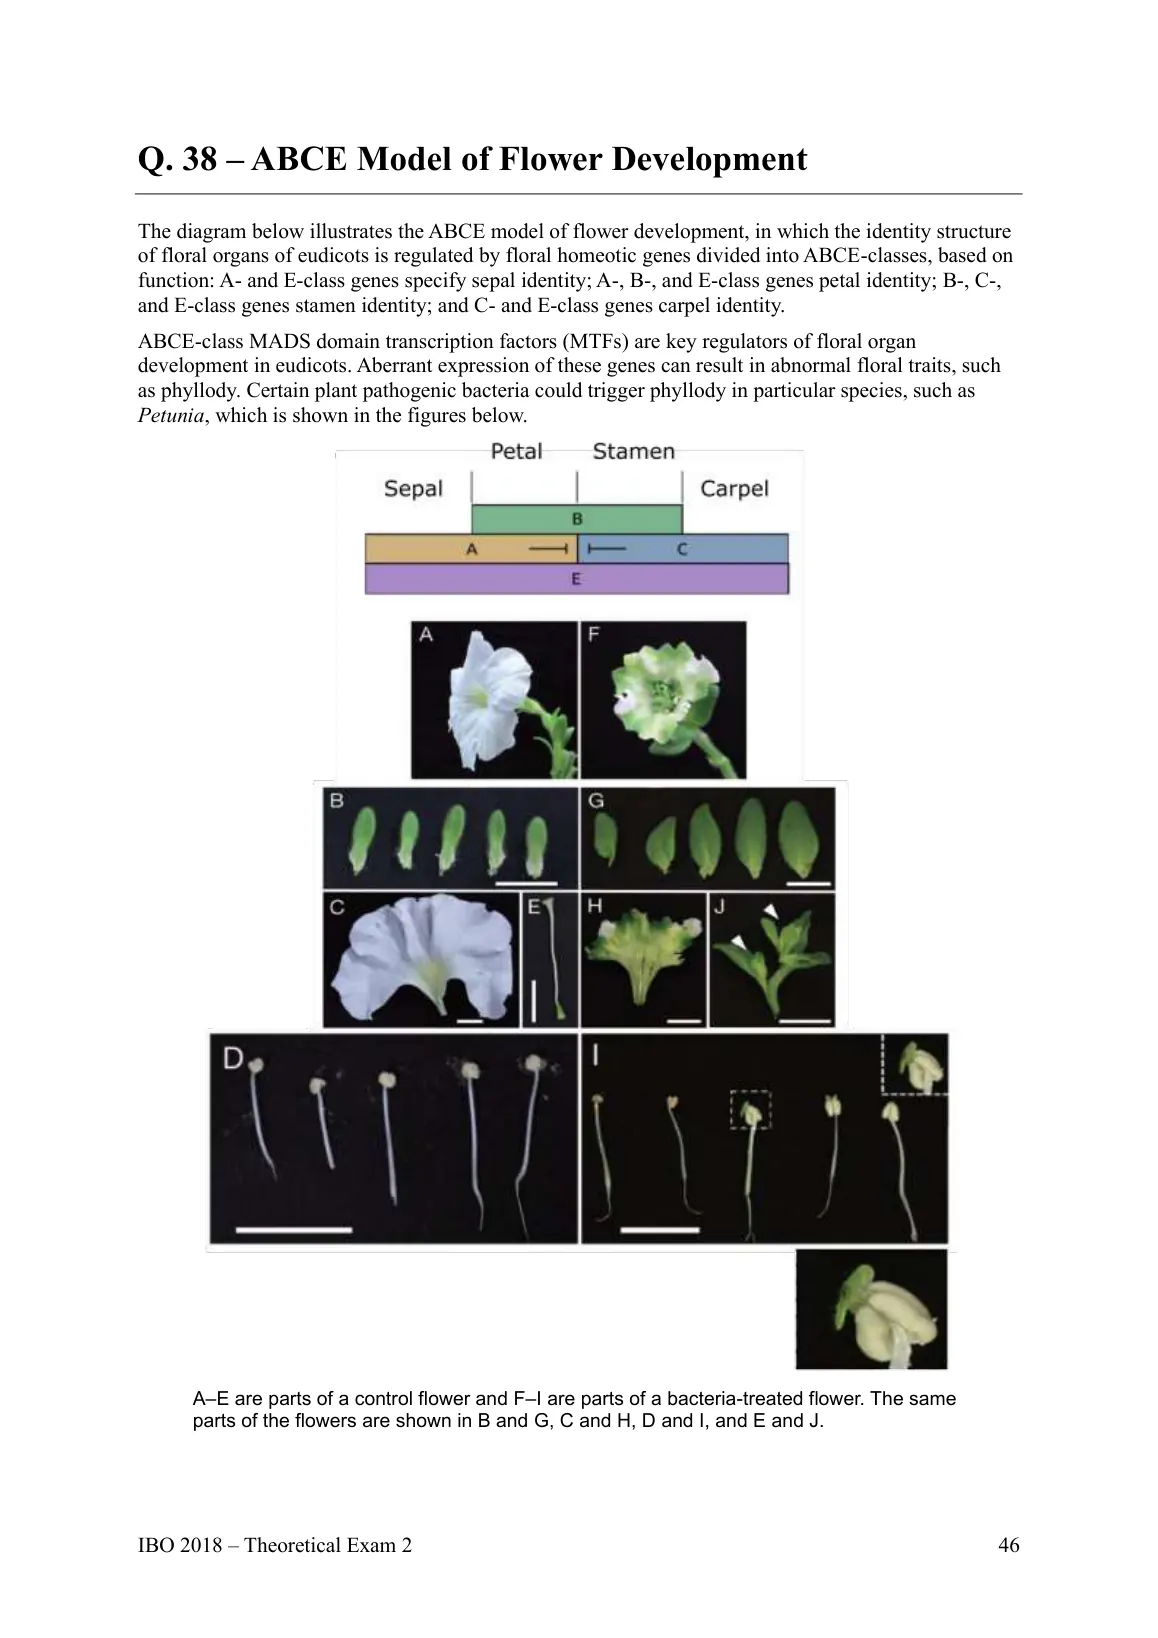 Q. 38 – ABCE Model of Flower Development
The diagram below illustrates the ABCE model of flower development, in which the identity structure
of floral organs of eudicots is regulated by floral homeotic genes divided into ABCE-classes, based on
function: A- and E-class genes specify sepal identity; A-, B-, and E-class genes petal identity; B-, C-,
and E-class genes stamen identity; and C- and E-class genes carpel identity.
ABCE-class MADS domain transcription factors (MTFs) are key regulators of floral organ
development in eudicots. Aberrant expression of these genes can result in abnormal floral traits, such
as phyllody. Certain plant pathogenic bacteria could trigger phyllody in particular species, such as
Petunia, which is shown in the figures below.
Petal Stamen
Sepal Carpel
B
A C
E
A F
B G
C E H J
D I
A–E are parts of a control flower and F–I are parts of a bacteria-treated flower. The same
parts of the flowers are shown in B and G, C and H, D and I, and E and J.
IBO 2018 – Theoretical Exam 2 46